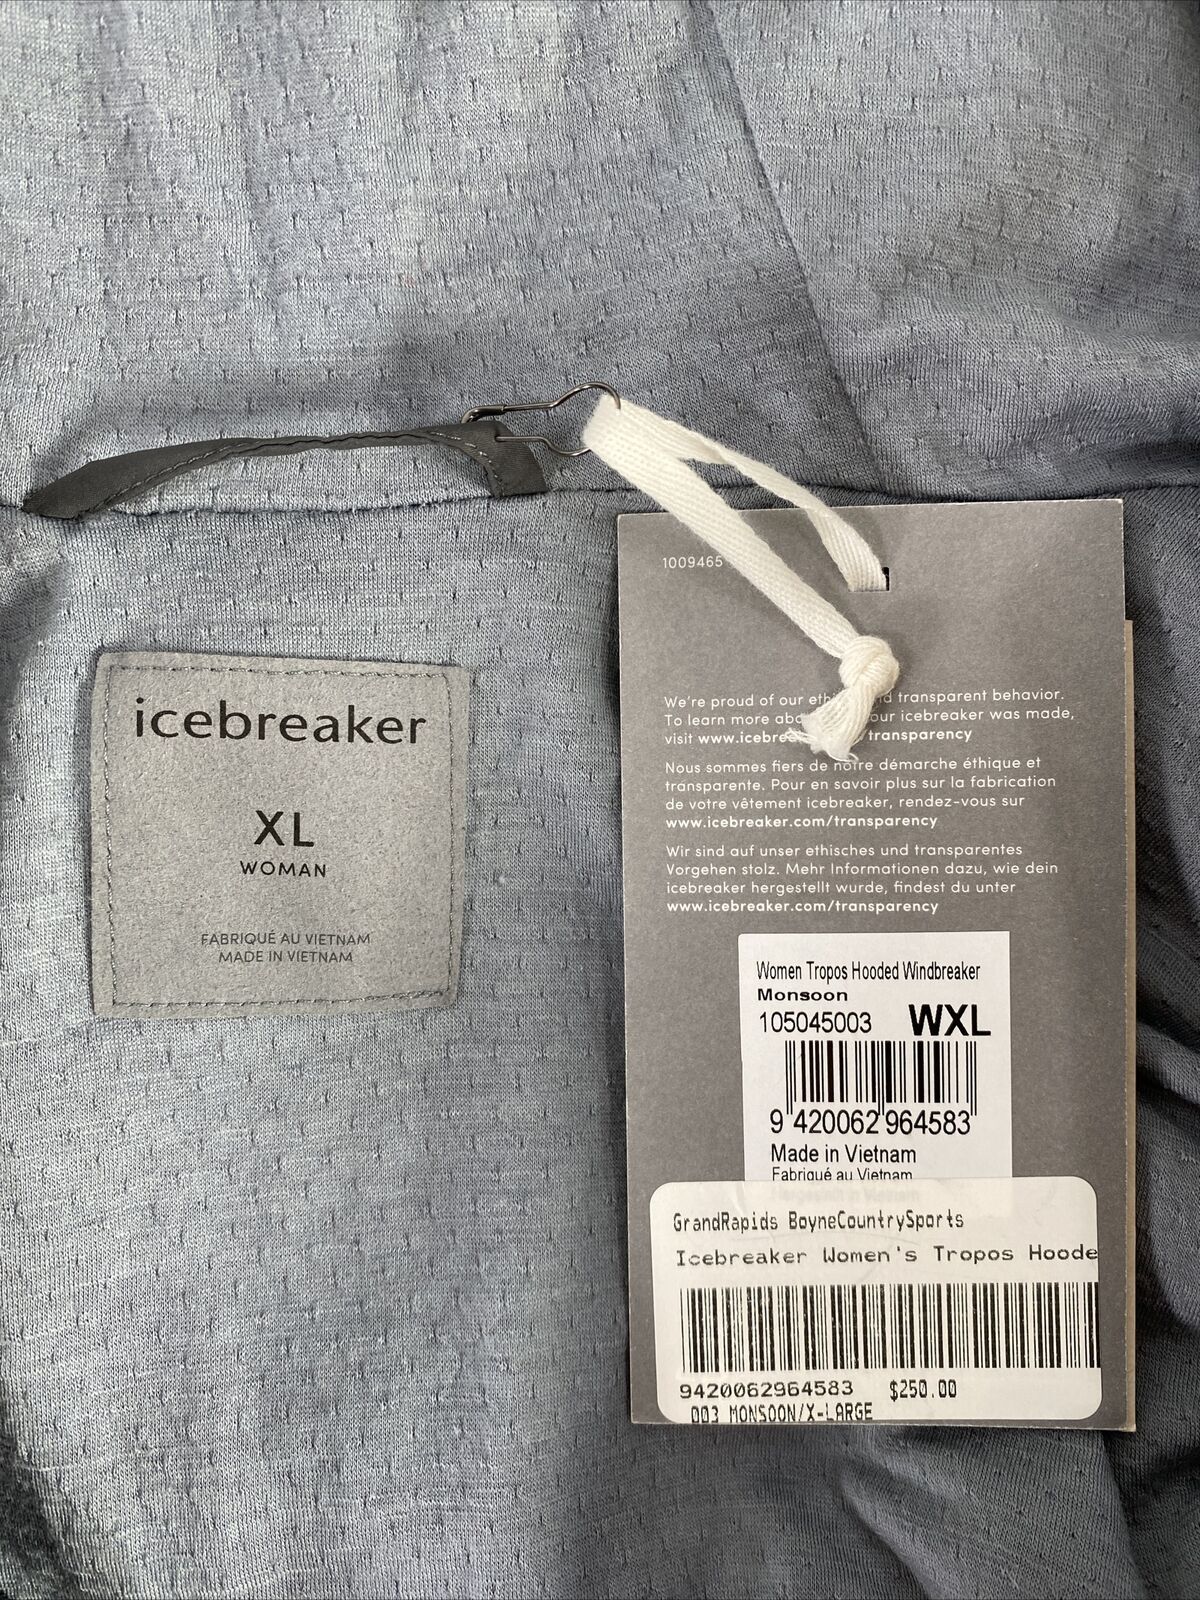 icebreaker
XL
WOMAN
FABRIQUÉ AU VIETNAM
MADE IN VIETNAM
1009465
We're proud of our transparent behavior.
To learn more our icebreaker was made,
visit /transparency
Nous sommes fiers de notre démarche éthique et
transparente. Pour en savoir plus sur la fabrication
de votre vêtement icebreaker, rendez-vous sur
www.icebreaker.com/transparency
Wir sind auf unser ethisches und transparentes
Vorgehen stolz. Mehr Informationen dazu, wie dein
icebreaker hergestellt wurde, findest du unter
www.icebreaker.com/transparency
Women Tropos Hooded Windbreaker
Monsoon
105045003 WXL
9 420062 964583
Made in Vietnam
Fabriqué au Vietnam
GrandRapids BoyneCountrySports
Icebreaker Women's Tropos Hoode
9420062964583 $250.00
003 MONSOON/X-LARGE